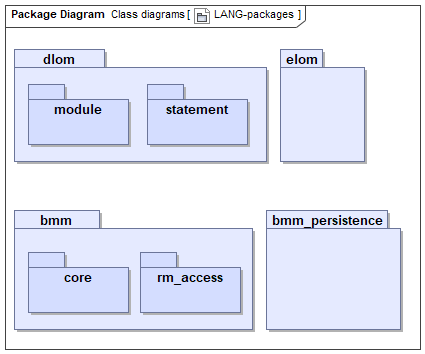 Package Diagram Class diagrams [ LANG-packages ]
dlom
elom
module
statement
bmm
bmm_persistence
core
rm_access